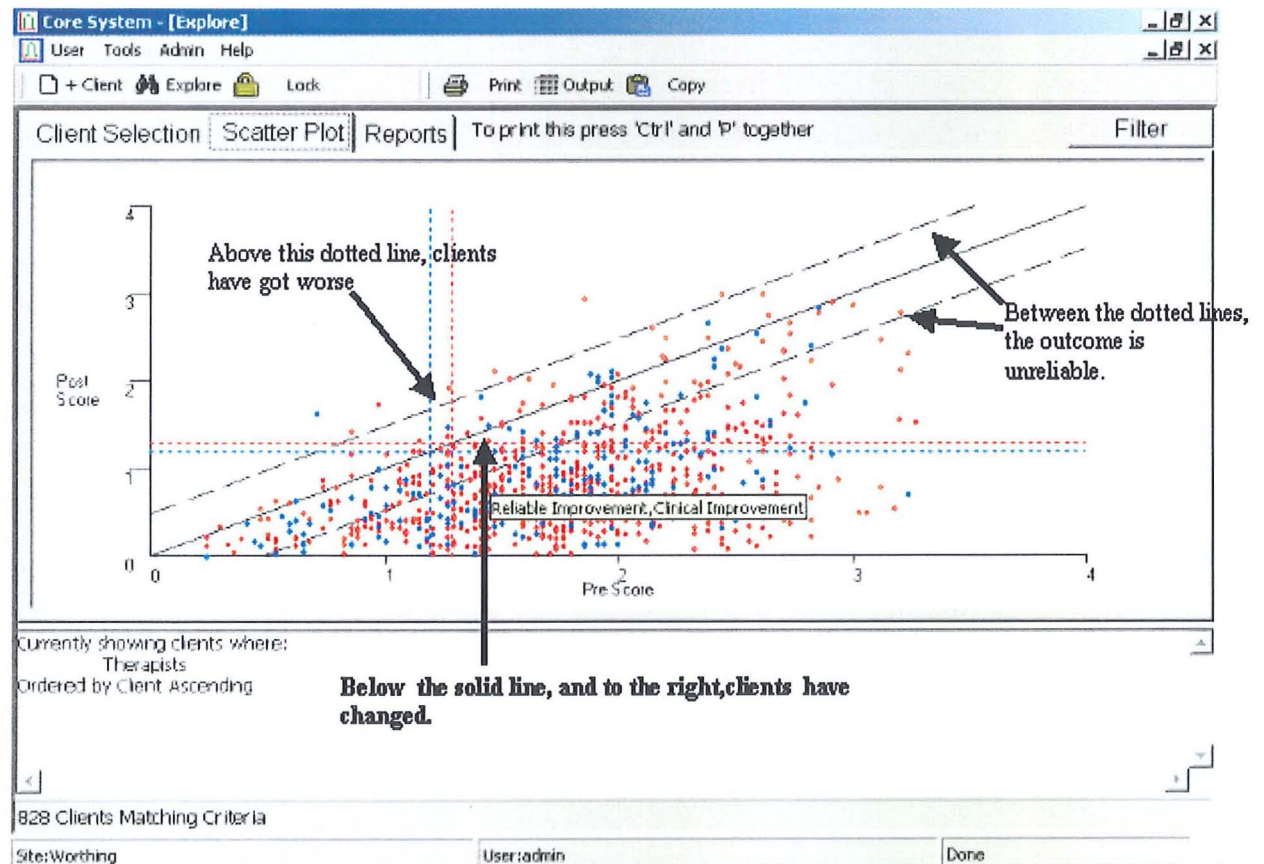 Core System - [Explore]
User Tools Admin Help
+ Client Explore Lock Print Output Copy
Client Selection Scatter Plot Reports To print this press 'Ctrl' and 'P' together Filter
4
Above this dotted line, clients
have got worse
3
Between the dotted lines,
the outcome is
unreliable.
Post
Score
2
1
Reliable Improvement,Clinical Improvement
0
0 1 2 3 4
Pre Score
Currently showing clients where:
Therapists
Ordered by Client Ascending
Below the solid line, and to the right,clients have
changed.
828 Clients Matching Criteria
Site:Worthing User:admin Done